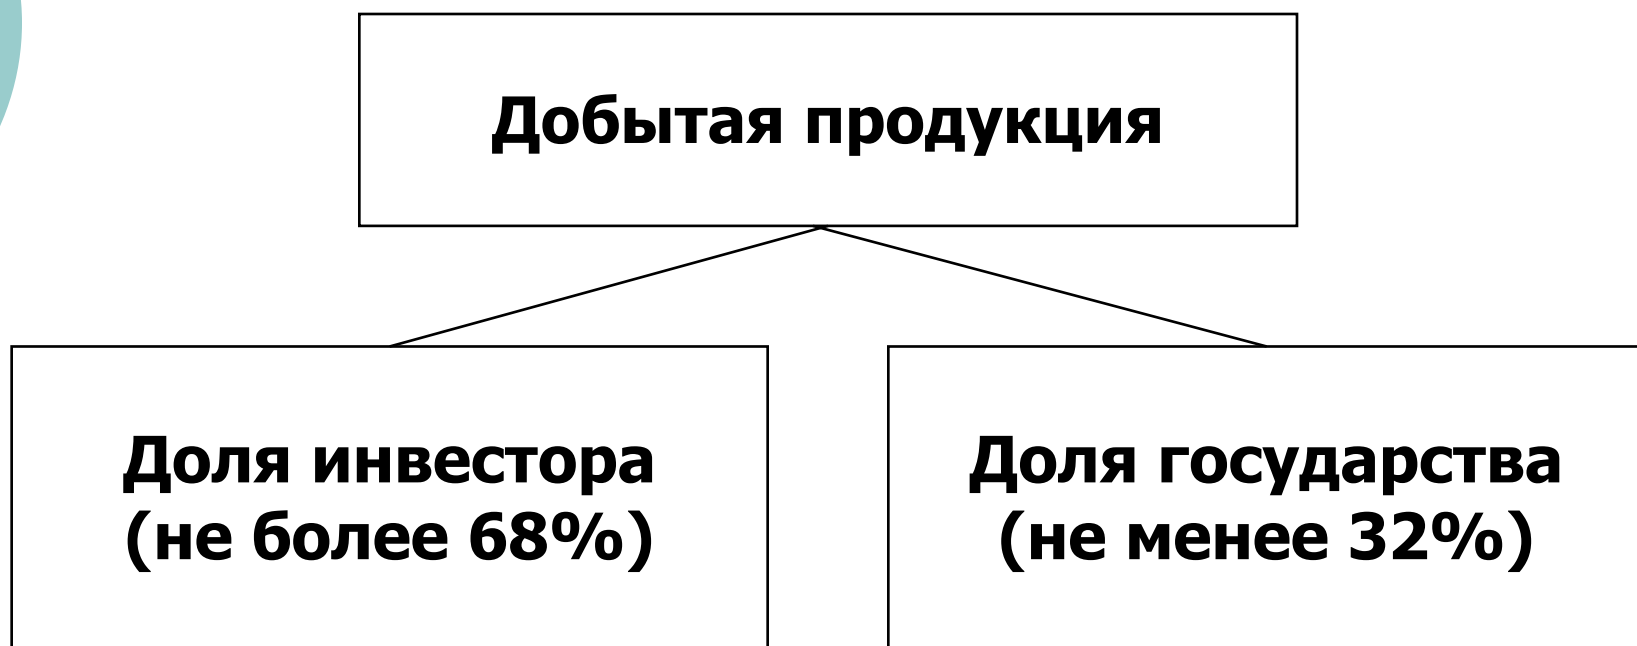 Добытая продукция
Доля инвестора
(не более 68%)
Доля государства
(не менее 32%)